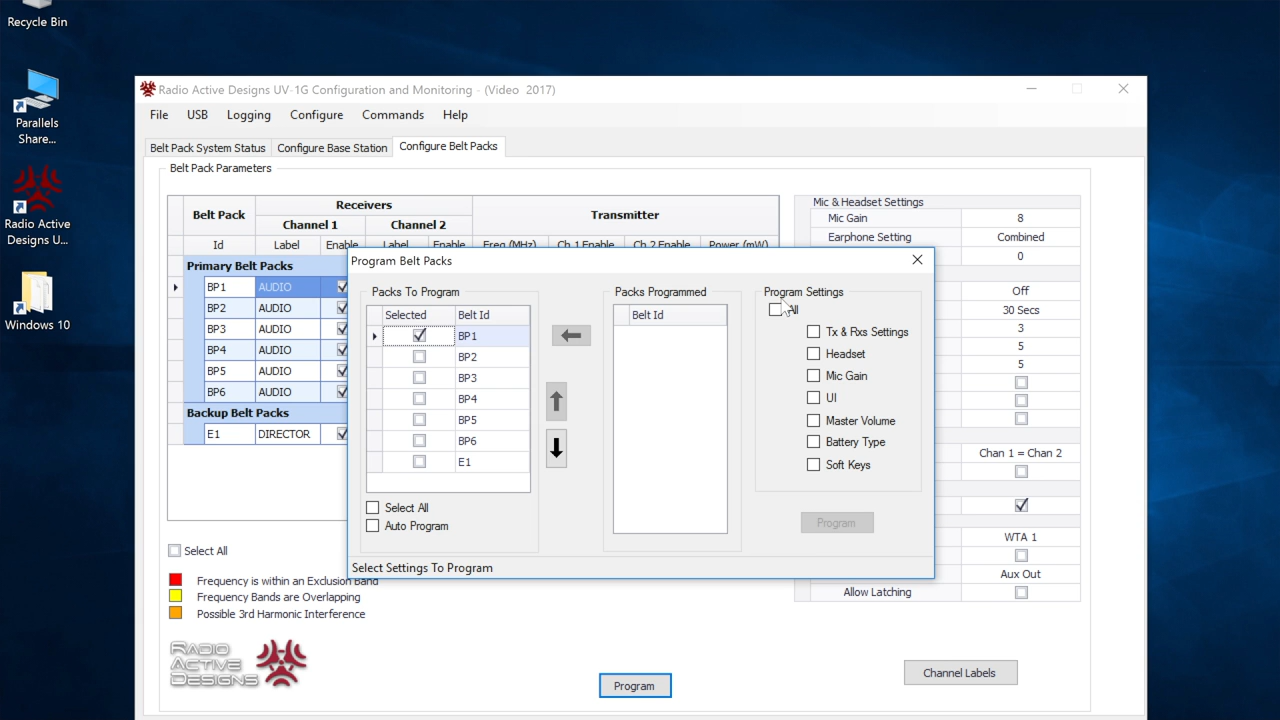 Recycle Bin
Parallels
Share...
Radio Active
Designs U...
Windows 10
Radio Active Designs UV-1G Configuration and Monitoring - (Video 2017)
File USB Logging Configure Commands Help
Belt Pack System Status Configure Base Station Configure Belt Packs
Belt Pack Parameters
Belt Pack Receivers Transmitter
Channel 1 Channel 2
Id Label Enable Label Enable Freq (MHz) Ch 1 Enable Ch 2 Enable Power (mW)
Primary Belt Packs
BP1 AUDIO
BP2 AUDIO
BP3 AUDIO
BP4 AUDIO
BP5 AUDIO
BP6 AUDIO
Backup Belt Packs
E1 DIRECTOR
Select All
Frequency is within an Exclusion Band
Frequency Bands are Overlapping
Possible 3rd Harmonic Interference
RADIO
ACTIVE
DESIGNS
Program
Channel Labels
Mic & Headset Settings
Mic Gain 8
Earphone Setting Combined
0
Off
30 Secs
3
5
5
Chan 1 = Chan 2
WTA 1
Aux Out
Allow Latching
Program Belt Packs
Packs To Program
Selected Belt Id
BP1
BP2
BP3
BP4
BP5
BP6
E1
Select All
Auto Program
Packs Programmed
Belt Id
Program Settings
All
Tx & Rxs Settings
Headset
Mic Gain
UI
Master Volume
Battery Type
Soft Keys
Program
Select Settings To Program